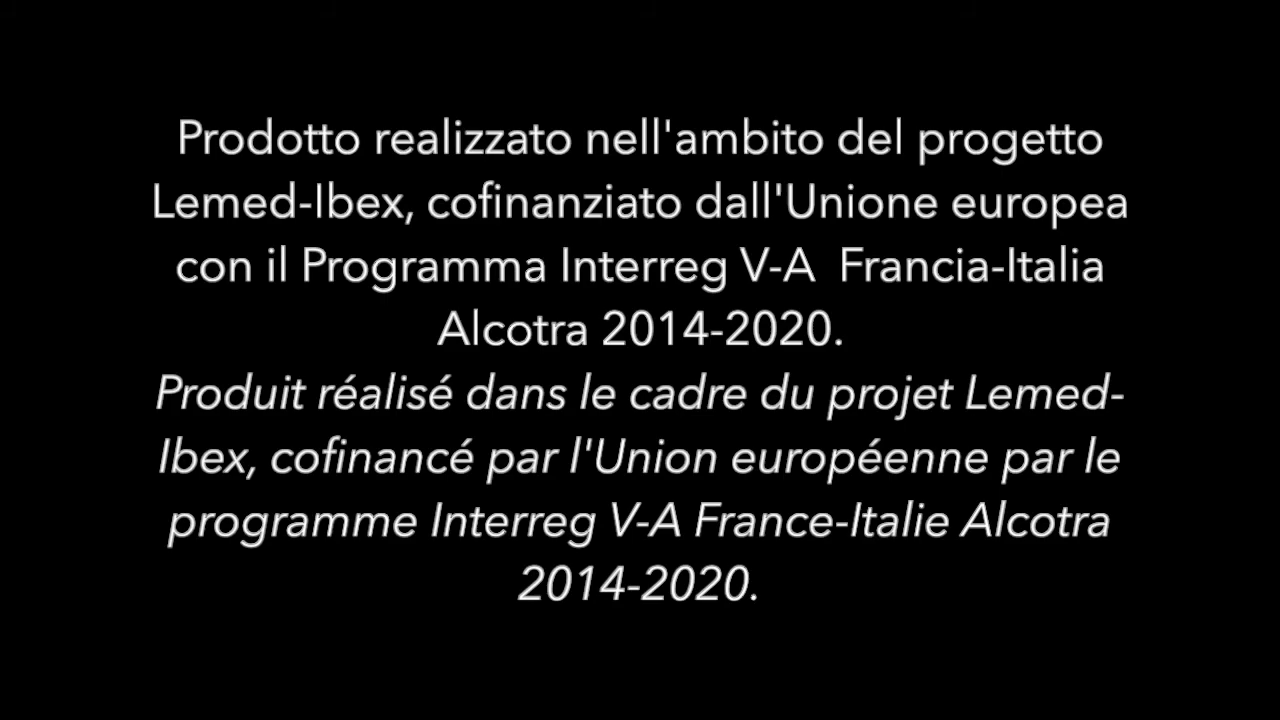 Prodotto realizzato nell'ambito del progetto
Lemed-Ibex, cofinanziato dall'Unione europea
con il Programma Interreg V-A  Francia-Italia
Alcotra 2014-2020.
Produit réalisé dans le cadre du projet Lemed-
Ibex, cofinancé par l'Union européenne par le
programme Interreg V-A France-Italie Alcotra
2014-2020.